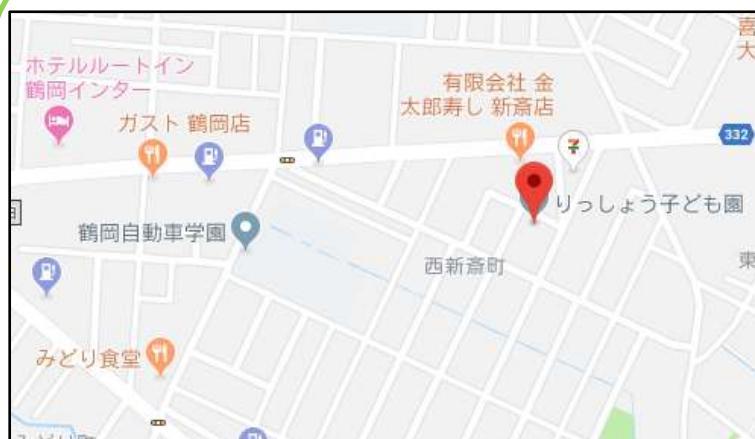 喜
大
ホテルルートイン
鶴岡インター
有限会社 金
太郎寿し 新斎店
ガスト 鶴岡店
332
りっしょう子ども園
鶴岡自動車学園
西新斎町
東
みどり食堂